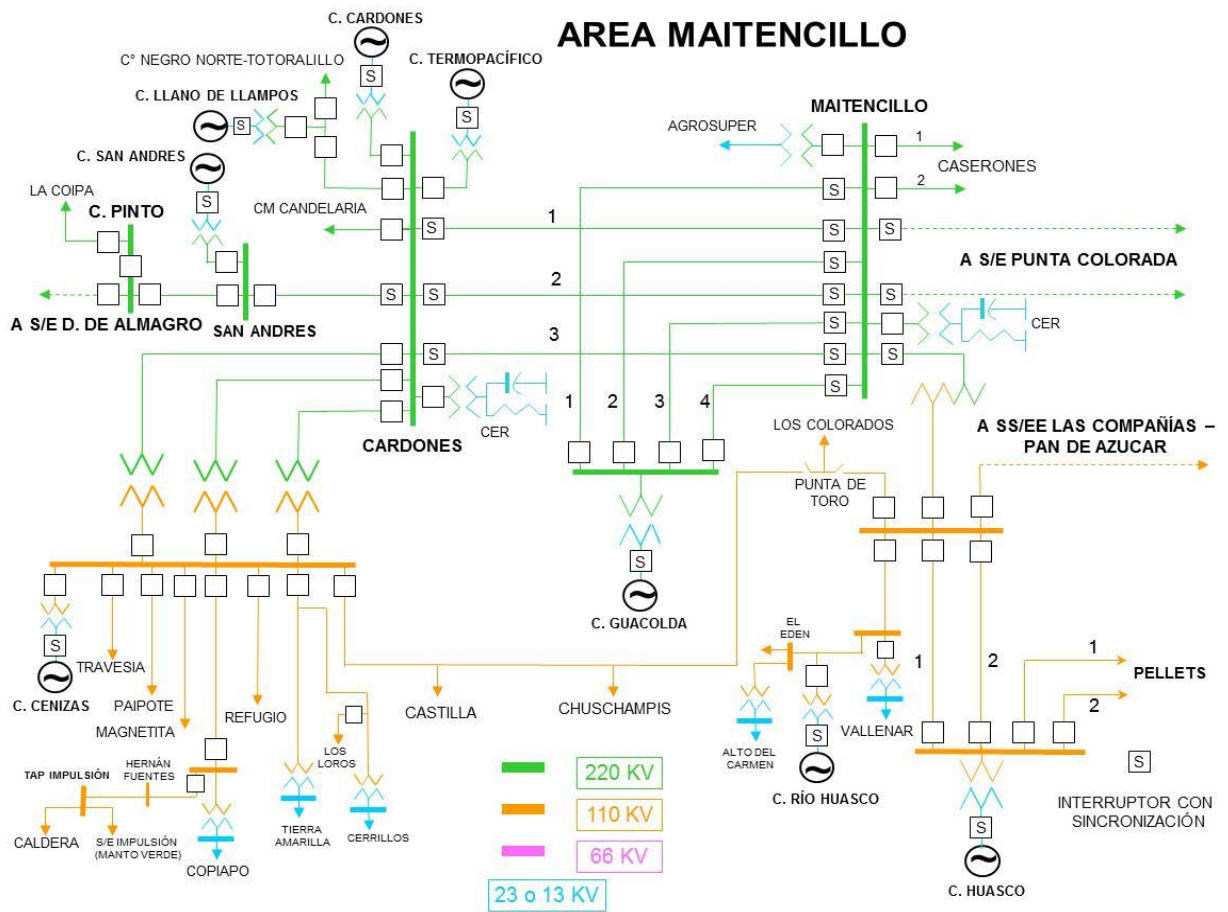 AREA MAITENCILLO
C. CARDONES
S
C° NEGRO NORTE-TOTORALILLO
C. TERMOPACÍFICO
S
C. LLANO DE LLAMPOS
S
MAITENCILLO
AGROSUPER
1
CASERONES
2
C. SAN ANDRES
S
LA COIPA
C. PINTO
CM CANDELARIA
S
1
S
S
S
A S/E PUNTA COLORADA
S
2
S
S
S
S
A S/E D. DE ALMAGRO
SAN ANDRES
S
CER
3
S
S
S
1
2
3
4
S
CER
CARDONES
LOS COLORADOS
A SS/EE LAS COMPAÑÍAS –
PAN DE AZUCAR
PUNTA DE
TORO
S
C. GUACOLDA
S
C. CENIZAS
TRAVESIA
PAIPOTE
MAGNETITA
REFUGIO
CASTILLA
CHUSCHAMPIS
EL
EDEN
1
2
1
PELLETS
2
LOS
LOROS
ALTO DEL
CARMEN
S
C. RÍO HUASCO
VALLENAR
TAP IMPULSIÓN
HERNÁN
FUENTES
CALDERA
S/E IMPULSIÓN
(MANTO VERDE)
COPIAPO
TIERRA
AMARILLA
CERRILLOS
220 KV
110 KV
66 KV
23 o 13 KV
S
C. HUASCO
S
INTERRUPTOR CON
SINCRONIZACIÓN